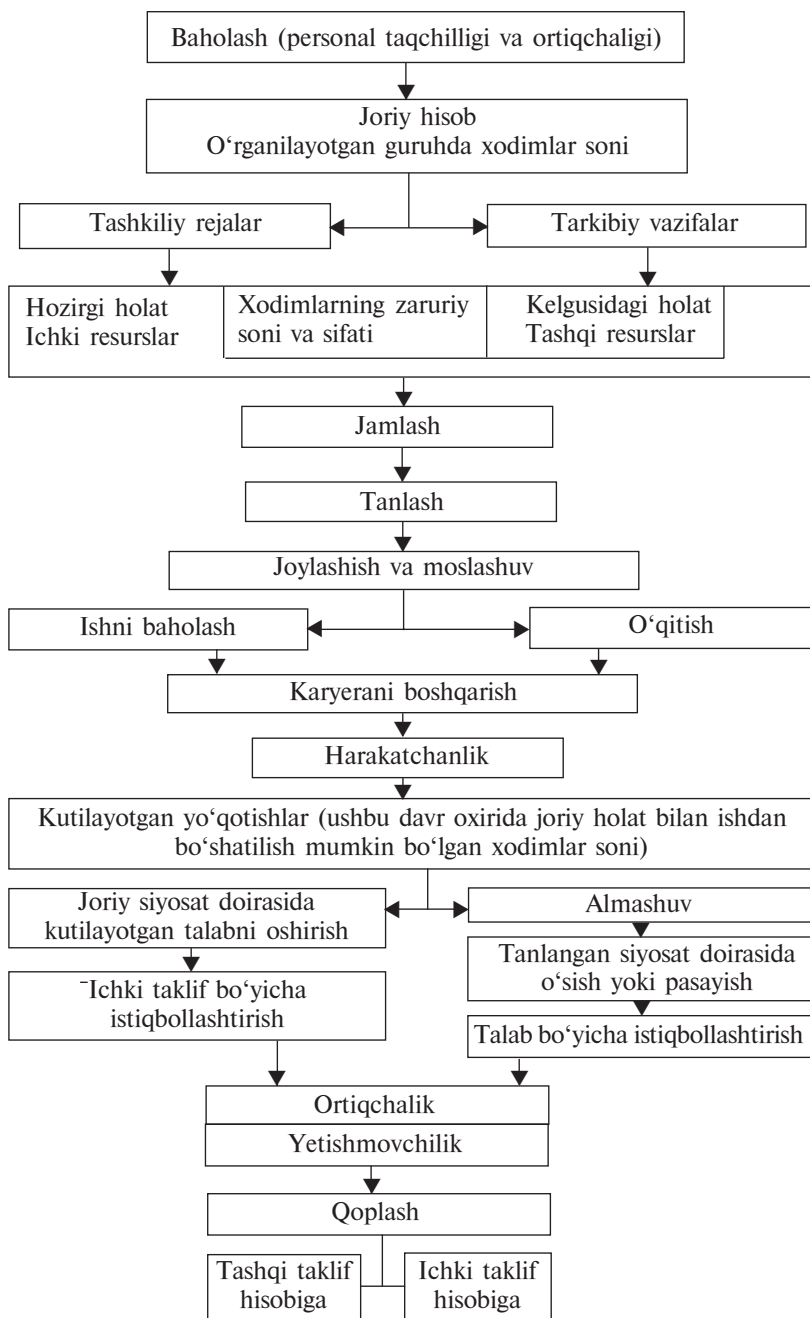 Baholash (personal taqchilligi va ortiqchaligi)
Joriy hisob
O‘rganilayotgan guruhda xodimlar soni
Tashkiliy rejalar
Tarkibiy vazifalar
Hozirgi holat
Ichki resurslar
Xodimlarning zaruriy
soni va sifati
Kelgusidagi holat
Tashqi resurslar
Jamlash
Tanlash
Joylashish va moslashuv
Ishni baholash
O‘qitish
Karyerani boshqarish
Harakatchanlik
Kutilayotgan yo‘qotishlar (ushbu davr oxirida joriy holat bilan ishdan
bo‘shatilish mumkin bo‘lgan xodimlar soni)
Joriy siyosat doirasida
kutilayotgan talabni oshirish
Almashuv
Tanlangan siyosat doirasida
o‘sish yoki pasayish
¯Ichki taklif bo‘yicha
istiqbollashtirish
Talab bo‘yicha istiqbollashtirish
Ortiqchalik
Yetishmovchilik
Qoplash
Tashqi taklif
hisobiga
Ichki taklif
hisobiga